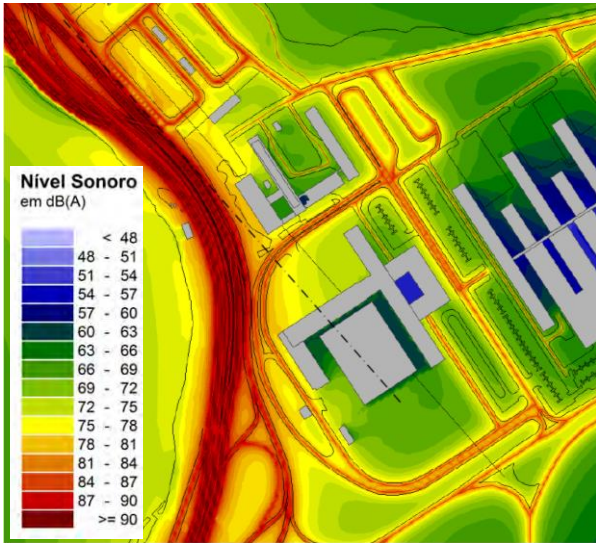 Nível Sonoro
em dB(A)
< 48
48 - 51
51 - 54
54 - 57
57 - 60
60 - 63
63 - 66
66 - 69
69 - 72
72 - 75
75 - 78
78 - 81
81 - 84
84 - 87
87 - 90
>= 90